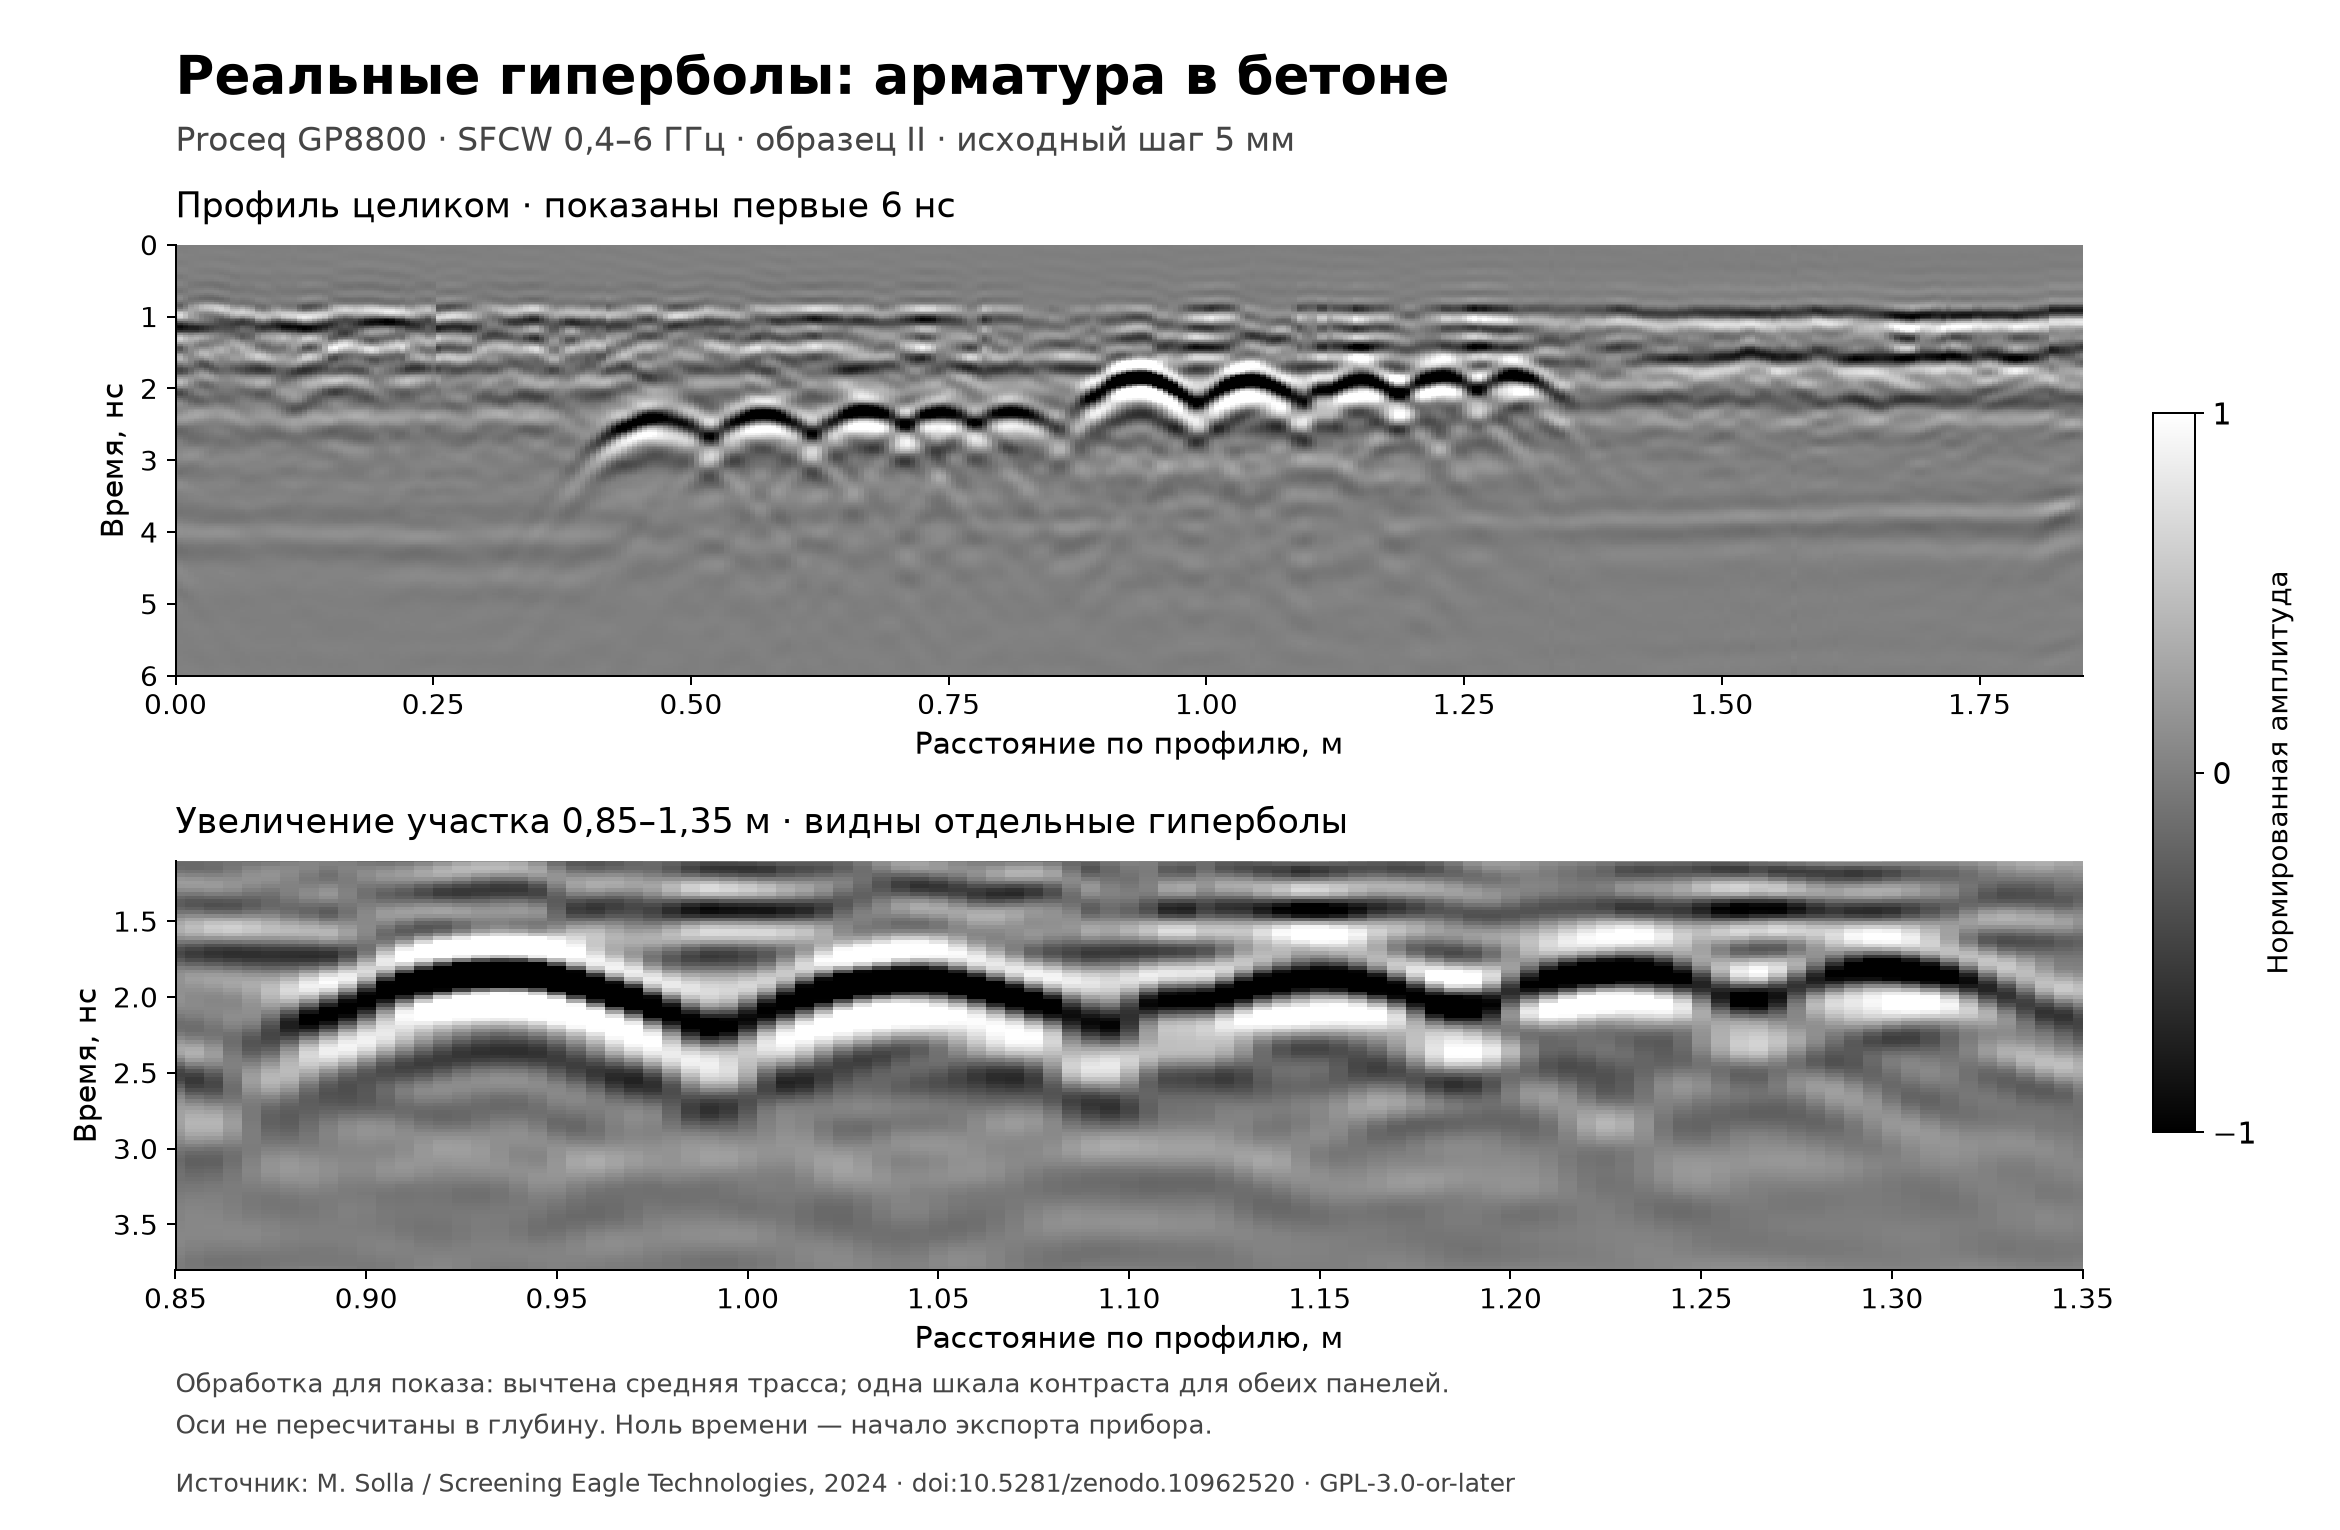 Реальные гиперболы: арматура в бетоне
Proceq GP8800 · SFCW 0,4–6 ГГц · образец II · исходный шаг 5 мм
Профиль целиком · показаны первые 6 нс
0
1
2
3
4
5
6
Время, нс
0.00 0.25 0.50 0.75 1.00 1.25 1.50 1.75
Расстояние по профилю, м
Увеличение участка 0,85–1,35 м · видны отдельные гиперболы
1.5
2.0
2.5
3.0
3.5
Время, нс
0.85 0.90 0.95 1.00 1.05 1.10 1.15 1.20 1.25 1.30 1.35
Расстояние по профилю, м
1
0
−1
Нормированная амплитуда
Обработка для показа: вычтена средняя трасса; одна шкала контраста для обеих панелей.
Оси не пересчитаны в глубину. Ноль времени — начало экспорта прибора.
Источник: M. Solla / Screening Eagle Technologies, 2024 · doi:10.5281/zenodo.10962520 · GPL-3.0-or-later